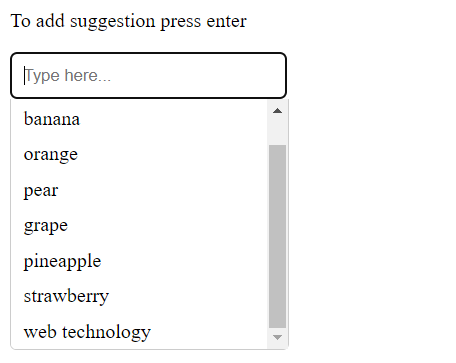 To add suggestion press enter
Type here...
banana
orange
pear
grape
pineapple
strawberry
web technology